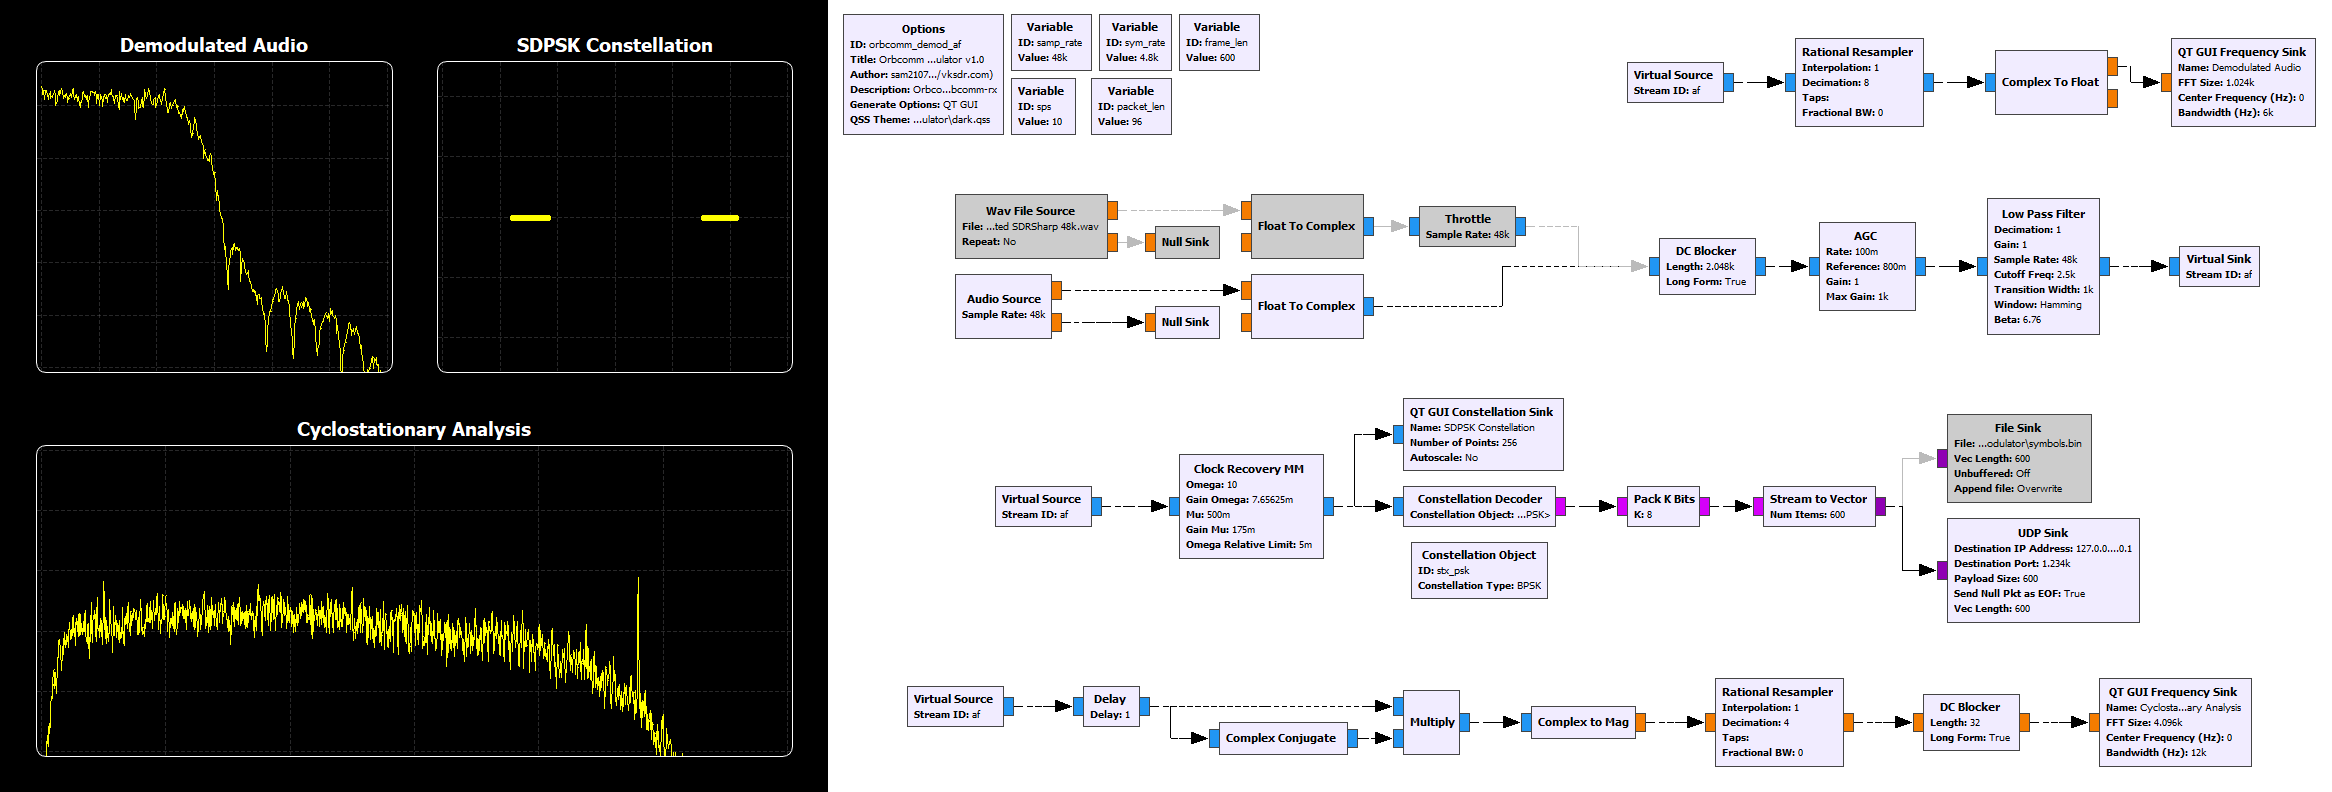 Demodulated Audio
SDPSK Constellation
Cyclostationary Analysis
Options
ID: orbcomm_demod_af
Title: Orbcomm ...ulator v1.0
Author: sam2107.../vksdr.com)
Description: Orbco...bcomm-rx
Generate Options: QT GUI
QSS Theme: ...ulator\dark.qss
Variable
ID: samp_rate
Value: 48k
Variable
ID: sym_rate
Value: 4.8k
Variable
ID: frame_len
Value: 600
Variable
ID: sps
Value: 10
Variable
ID: packet_len
Value: 96
Virtual Source
Stream ID: af
Rational Resampler
Interpolation: 1
Decimation: 8
Taps:
Fractional BW: 0
Complex To Float
QT GUI Frequency Sink
Name: Demodulated Audio
FFT Size: 1.024k
Center Frequency (Hz): 0
Bandwidth (Hz): 6k
Wav File Source
File: ...ted SDRSharp 48k.wav
Repeat: No
Null Sink
Float To Complex
Throttle
Sample Rate: 48k
Audio Source
Sample Rate: 48k
Null Sink
Float To Complex
DC Blocker
Length: 2.048k
Long Form: True
AGC
Rate: 100m
Reference: 800m
Gain: 1
Max Gain: 1k
Low Pass Filter
Decimation: 1
Gain: 1
Sample Rate: 48k
Cutoff Freq: 2.5k
Transition Width: 1k
Window: Hamming
Beta: 6.76
Virtual Sink
Stream ID: af
Virtual Source
Stream ID: af
Clock Recovery MM
Omega: 10
Gain Omega: 7.65625m
Mu: 500m
Gain Mu: 175m
Omega Relative Limit: 5m
QT GUI Constellation Sink
Name: SDPSK Constellation
Number of Points: 256
Autoscale: No
Constellation Decoder
Constellation Object: ...PSK>
Constellation Object
ID: stx_psk
Constellation Type: BPSK
Pack K Bits
K: 8
Stream to Vector
Num Items: 600
File Sink
File: ...odulator\symbols.bin
Vec Length: 600
Unbuffered: Off
Append file: Overwrite
UDP Sink
Destination IP Address: 127.0.0....0.1
Destination Port: 1.234k
Payload Size: 600
Send Null Pkt as EOF: True
Vec Length: 600
Virtual Source
Stream ID: af
Delay
Delay: 1
Complex Conjugate
Multiply
Complex to Mag
Rational Resampler
Interpolation: 1
Decimation: 4
Taps:
Fractional BW: 0
DC Blocker
Length: 32
Long Form: True
QT GUI Frequency Sink
Name: Cyclosta...ary Analysis
FFT Size: 4.096k
Center Frequency (Hz): 0
Bandwidth (Hz): 12k